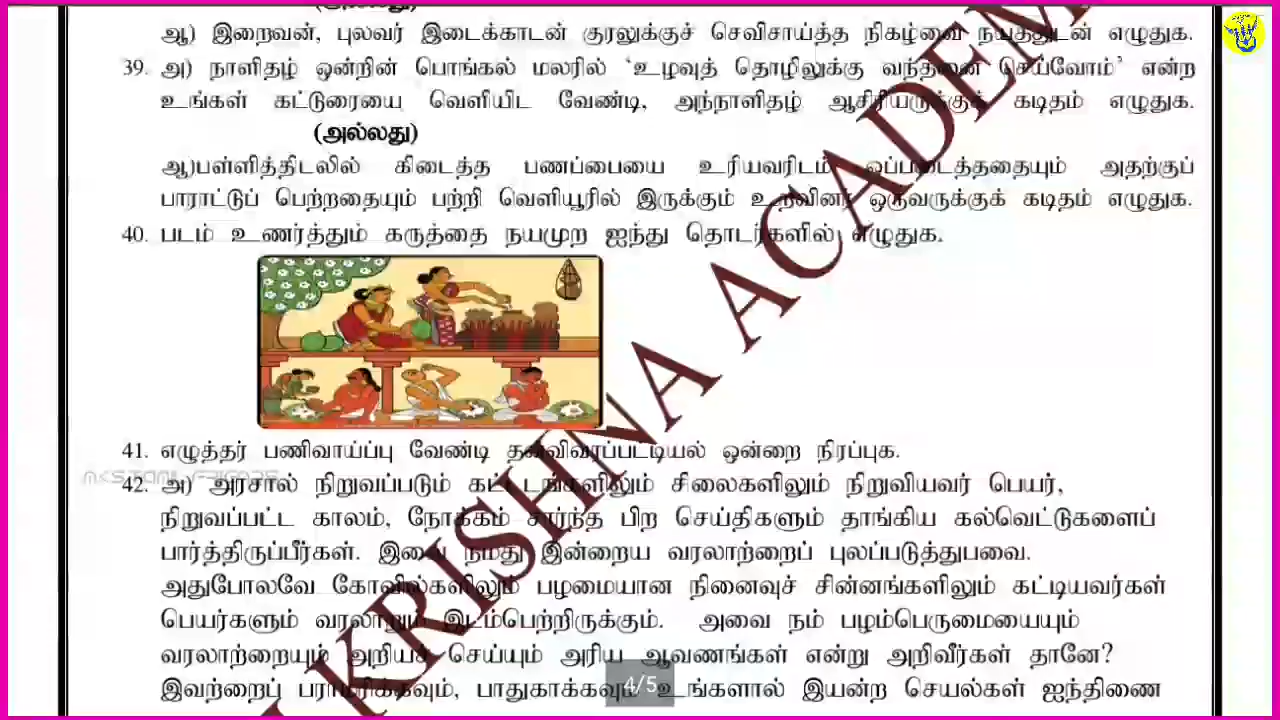 (அல்லது)
ஆ) இறைவன், புலவர் இடைக்காடன் குரலுக்குச் செவிசாய்த்த நிகழ்வை நயத்துடன் எழுதுக.
39. அ) நாளிதழ் ஒன்றின் பொங்கல் மலரில் 'உழவுத் தொழிலுக்கு வந்தனை செய்வோம்' என்ற
உங்கள் கட்டுரையை வெளியிட வேண்டி, அந்நாளிதழ் ஆசிரியருக்குக் கடிதம் எழுதுக.
(அல்லது)
ஆ)பள்ளித்திடலில் கிடைத்த பணப்பையை உரியவரிடம் ஒப்படைத்ததையும் அதற்குப்
பாராட்டுப் பெற்றதையும் பற்றி வெளியூரில் இருக்கும் உறவினர் ஒருவருக்குக் கடிதம் எழுதுக.
40. படம் உணர்த்தும் கருத்தை நயமுற ஐந்து தொடர்களில் எழுதுக.
41. எழுத்தர் பணிவாய்ப்பு வேண்டி தன்விவரப்பட்டியல் ஒன்றை நிரப்புக.
42. அ) அரசால் நிறுவப்படும் கட்டடங்களிலும் சிலைகளிலும் நிறுவியவர் பெயர்,
நிறுவப்பட்ட காலம், நோக்கம் சார்ந்த பிற செய்திகளும் தாங்கிய கல்வெட்டுகளைப்
பார்த்திருப்பீர்கள். இவை நமது இன்றைய வரலாற்றைப் புலப்படுத்துபவை.
அதுபோலவே கோவில்களிலும் பழமையான நினைவுச் சின்னங்களிலும் கட்டியவர்கள்
பெயர்களும் வரலாறும் இடம்பெற்றிருக்கும். அவை நம் பழம்பெருமையையும்
வரலாற்றையும் அறியச் செய்யும் அரிய ஆவணங்கள் என்று அறிவீர்கள் தானே?
இவற்றைப் பராமரிக்கவும், பாதுகாக்கவும் உங்களால் இயன்ற செயல்கள் ஐந்திணை
4/5
KRISHNA ACADEM